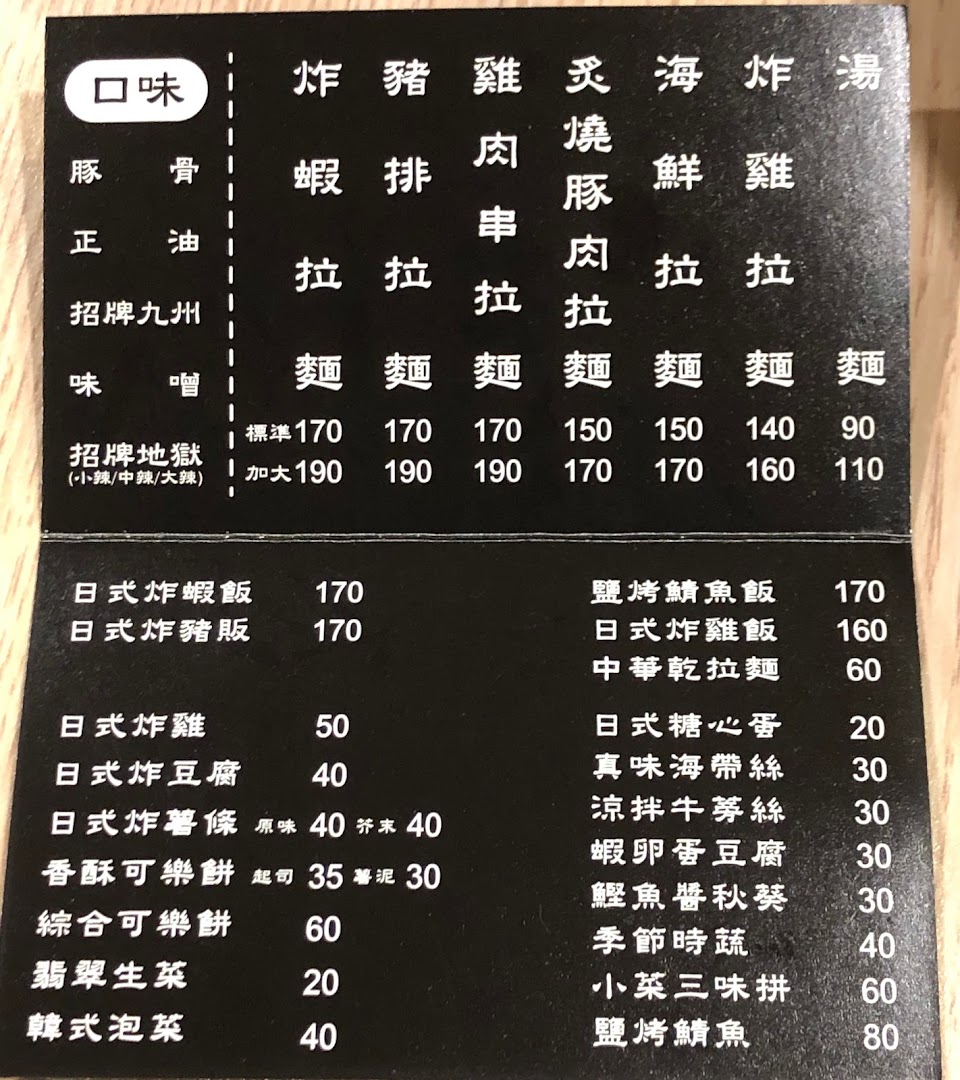 口味
豚骨
正油
招牌九州
味噌
招牌地獄
(小辣/中辣/大辣)
炸蝦拉麵
豬排拉麵
雞肉串拉麵
炙燒豚肉拉麵
海鮮拉麵
炸雞拉麵
湯麵
標準 170 170 170 150 150 140 90
加大 190 190 190 170 170 160 110
日式炸蝦飯 170
日式炸豬販 170
日式炸雞 50
日式炸豆腐 40
日式炸薯條 原味 40 芥末 40
香酥可樂餅 起司 35 薯泥 30
綜合可樂餅 60
翡翠生菜 20
韓式泡菜 40
鹽烤鯖魚飯 170
日式炸雞飯 160
中華乾拉麵 60
日式糖心蛋 20
真味海帶絲 30
涼拌牛蒡絲 30
蝦卵蛋豆腐 30
鰹魚醬秋葵 30
季節時蔬 40
小菜三味拼 60
鹽烤鯖魚 80